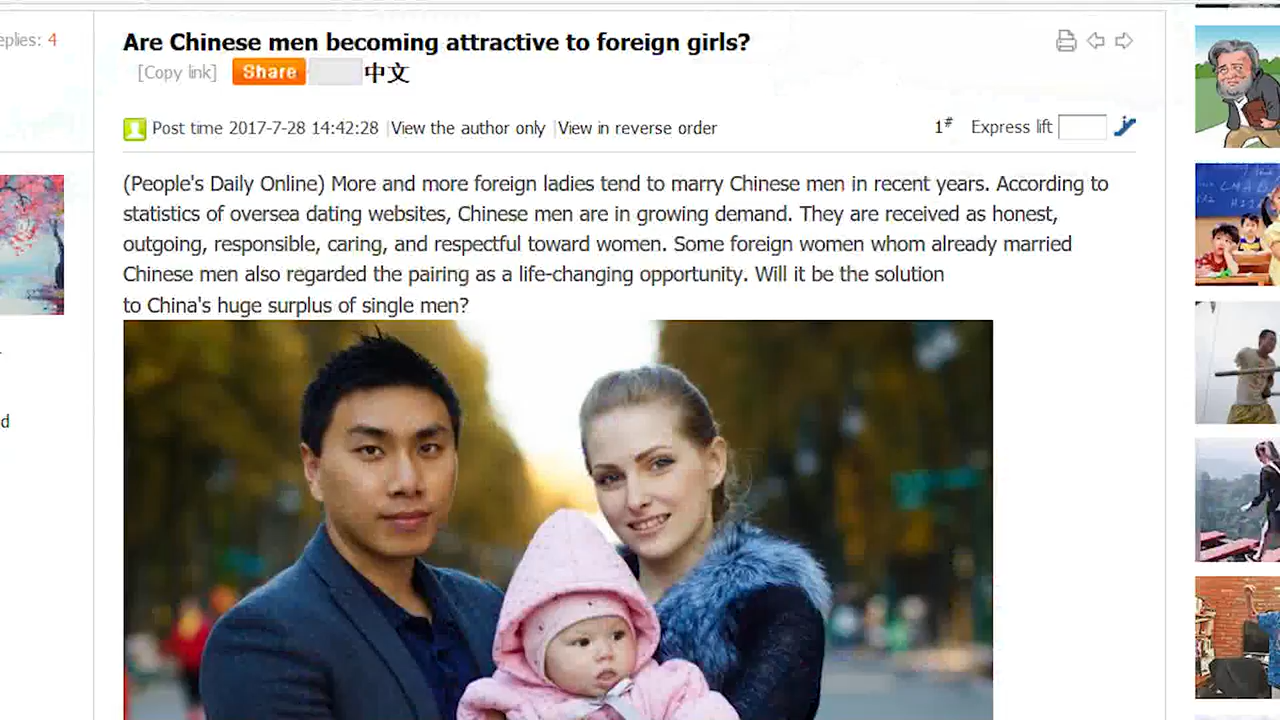 eplies: 4
Are Chinese men becoming attractive to foreign girls?
[Copy link] Share 中文
Post time 2017-7-28 14:42:28 |View the author only |View in reverse order 1# Express lift
(People's Daily Online) More and more foreign ladies tend to marry Chinese men in recent years. According to
statistics of oversea dating websites, Chinese men are in growing demand. They are received as honest,
outgoing, responsible, caring, and respectful toward women. Some foreign women whom already married
Chinese men also regarded the pairing as a life-changing opportunity. Will it be the solution
to China's huge surplus of single men?
d